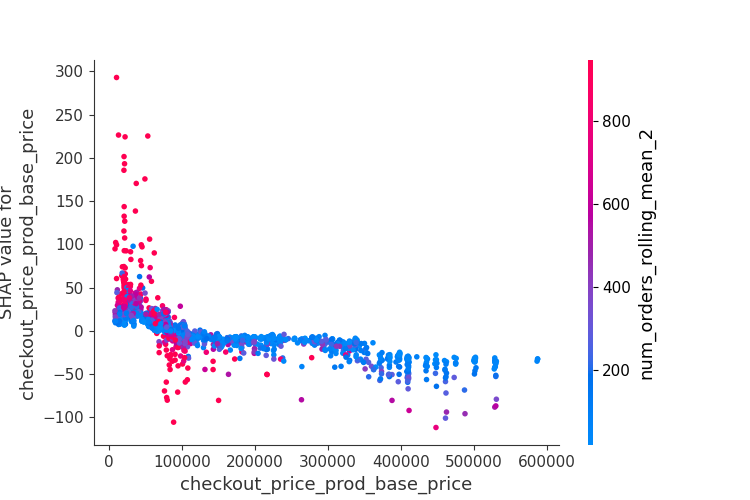 300
250
200
150
100
50
0
−50
−100
SHAP value for
checkout_price_prod_base_price
0 100000 200000 300000 400000 500000 600000
checkout_price_prod_base_price
800
600
400
200
num_orders_rolling_mean_2